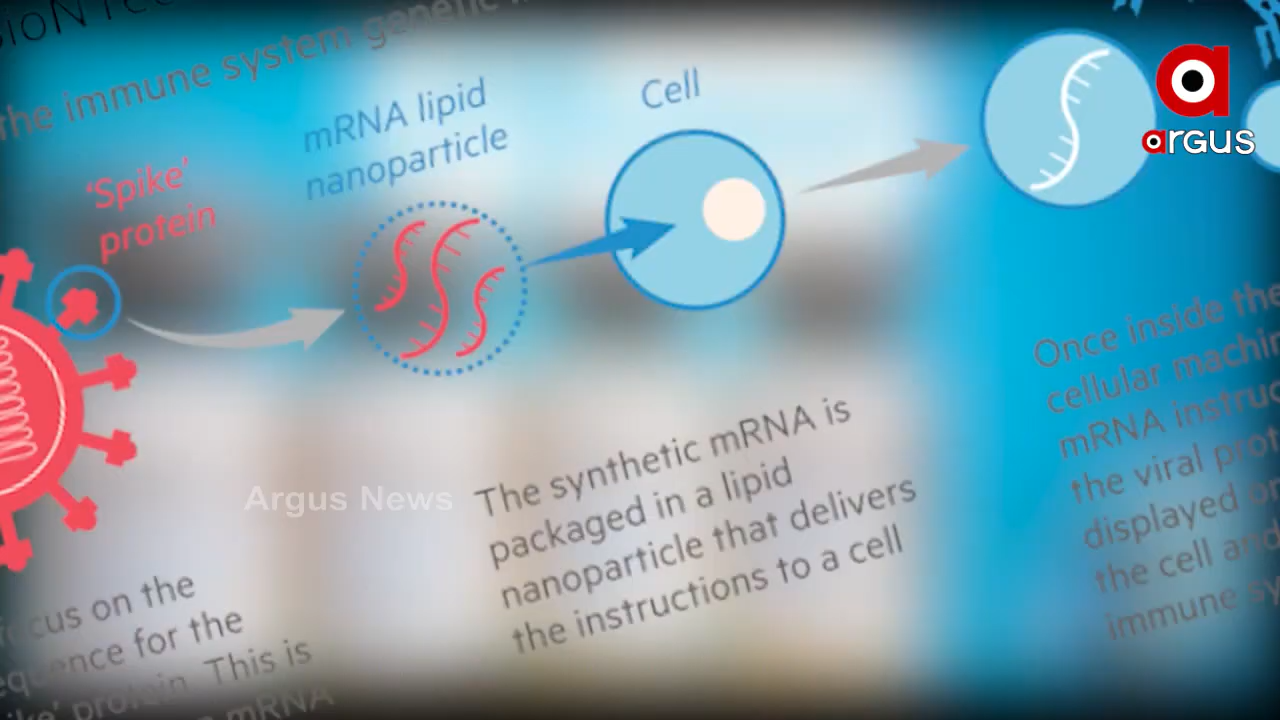 the immune system genetic
'Spike'
protein
mRNA lipid
nanoparticle
Cell
argus
Argus News
cus on the
equence for the
ke' protein. This is
mRNA
The synthetic mRNA is
packaged in a lipid
nanoparticle that delivers
the instructions to a cell
Once inside the
cellular machin
mRNA instruc
the viral prot
displayed on
the cell and
immune sy